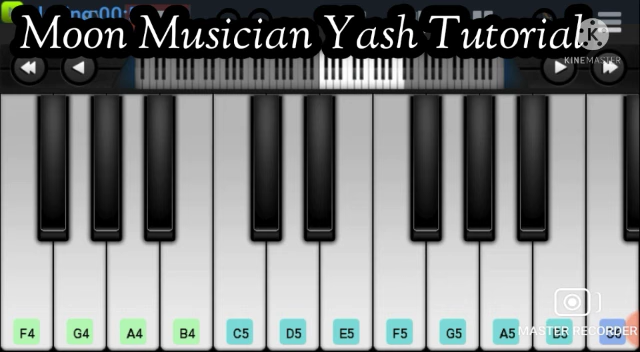 Moon Musician Yash Tutorial
K
KINEMASTER
F4 G4 A4 B4 C5 D5 E5 F5 G5 A5
MASTER RECORDER